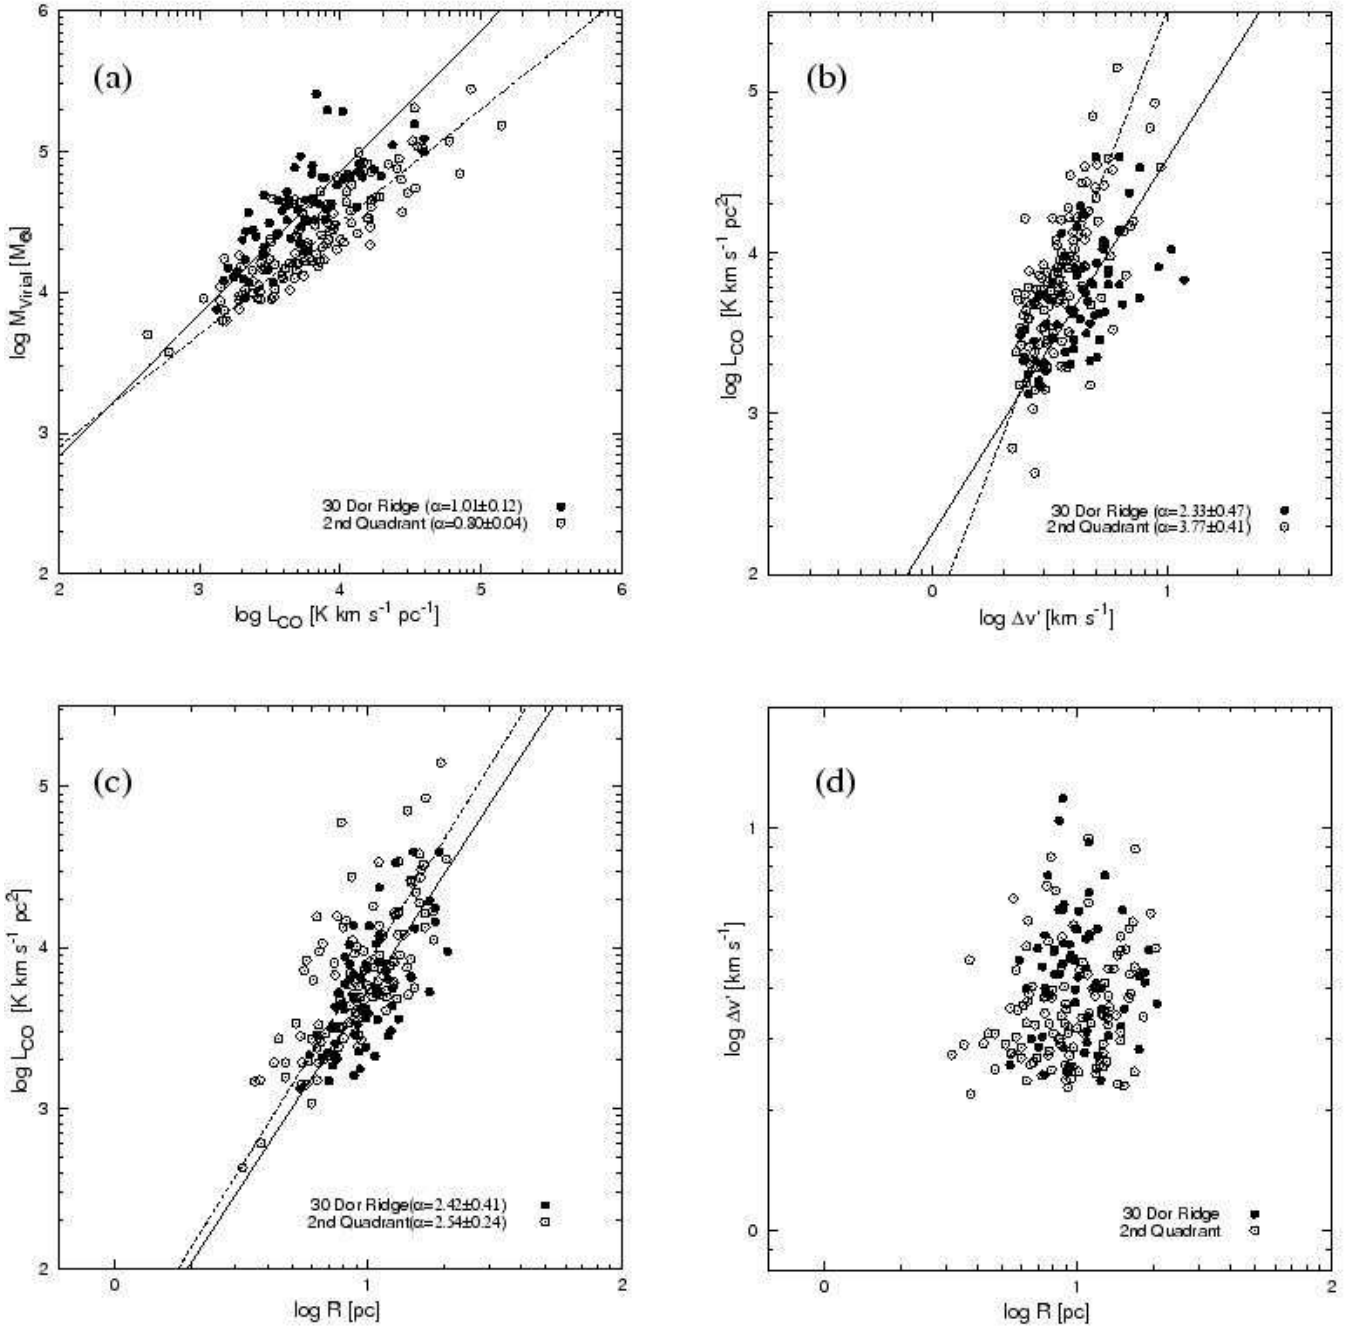 (a)
6
5
4
3
2
log M_Virial [M⊙]
30 Dor Ridge (α=1.01±0.12)
2nd Quadrant (α=0.80±0.04)
2 3 4 5 6
log L_CO [K km s⁻¹ pc⁻¹]
(b)
5
4
3
2
log L_CO [K km s⁻¹ pc²]
30 Dor Ridge (α=2.33±0.47)
2nd Quadrant (α=3.77±0.41)
0 1
log Δv' [km s⁻¹]
(c)
5
4
3
2
log L_CO [K km s⁻¹ pc²]
30 Dor Ridge(α=2.42±0.41)
2nd Quadrant(α=2.54±0.24)
0 1 2
log R [pc]
(d)
1
0
log Δv' [km s⁻¹]
30 Dor Ridge
2nd Quadrant
0 1 2
log R [pc]